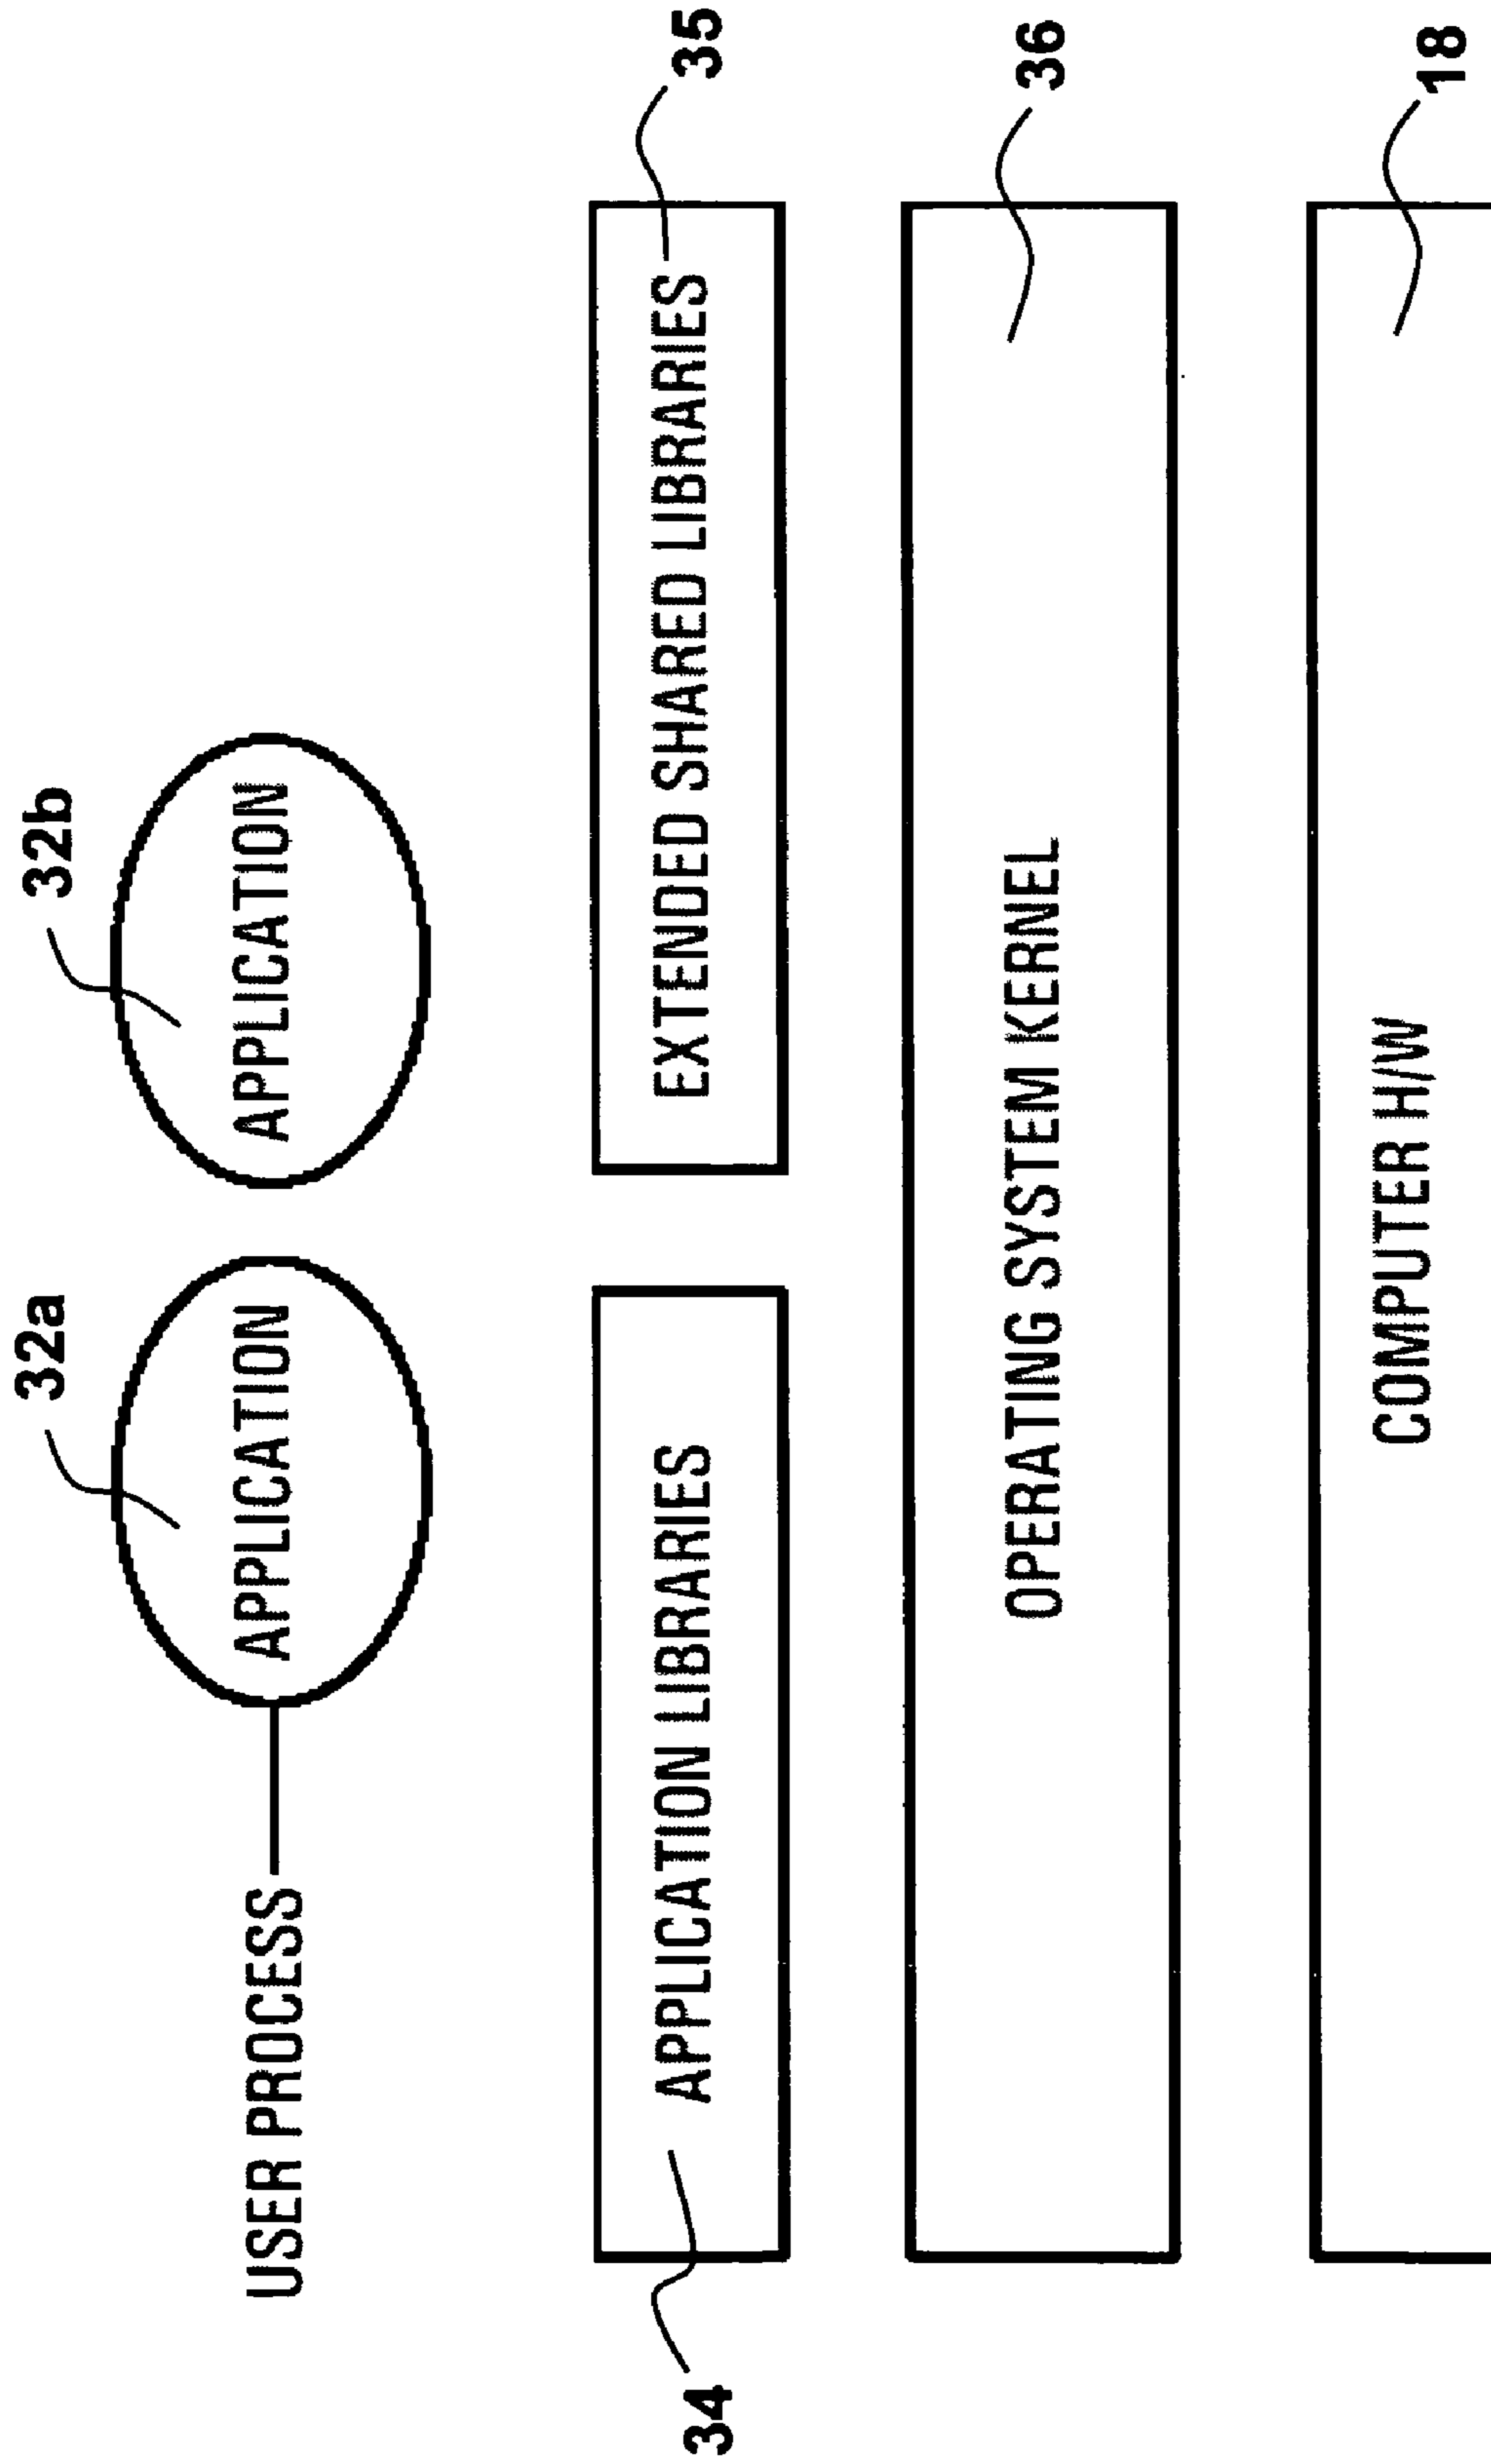 32a
32b
USER PROCESS
APPLICATION
APPLICATION
34
APPLICATION LIBRARIES
EXTENDED SHARED LIBRARIES
35
OPERATING SYSTEM KERNEL
36
COMPUTER H/W
18